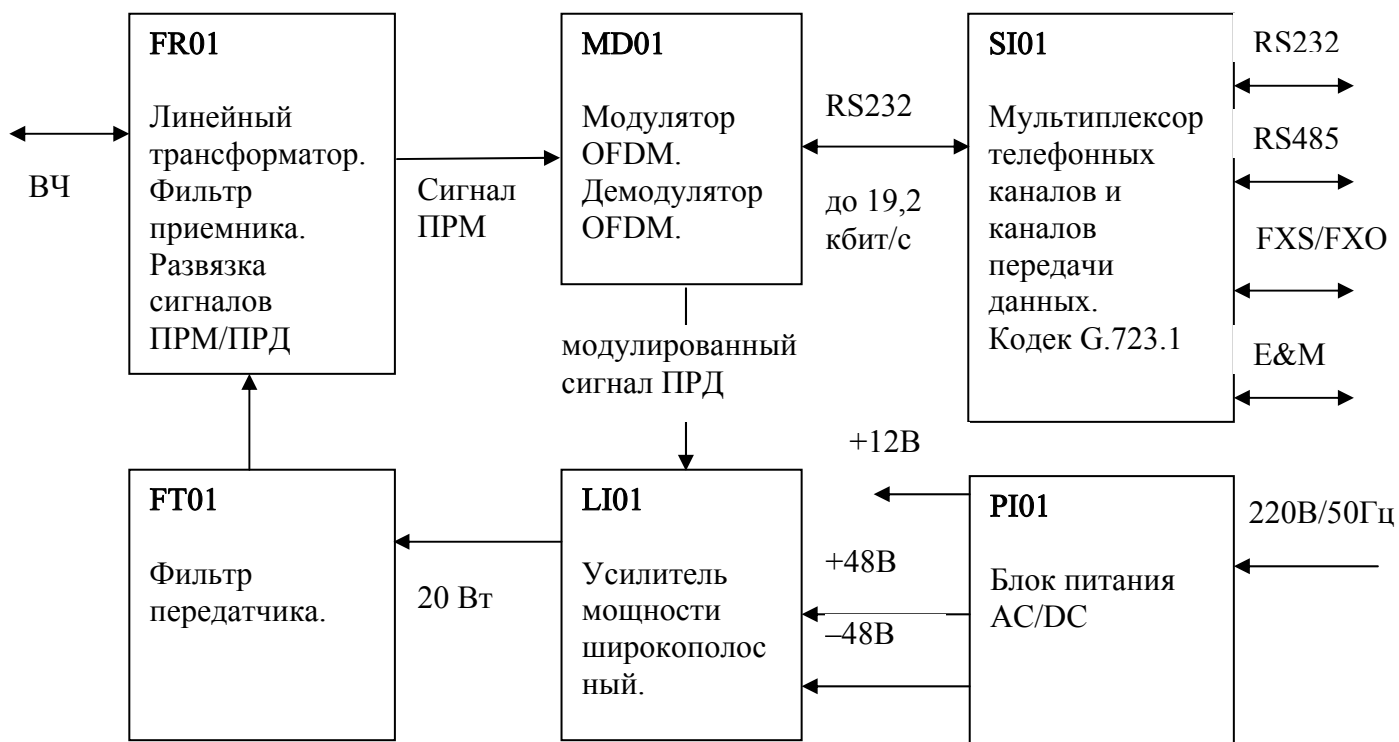 FR01
Линейный
трансформатор.
Фильтр
приемника.
Развязка
сигналов
ПРМ/ПРД
ВЧ
Сигнал
ПРМ
MD01
Модулятор
OFDM.
Демодулятор
OFDM.
RS232
до 19,2
кбит/с
SI01
Мультиплексор
телефонных
каналов и
каналов
передачи
данных.
Кодек G.723.1
RS232
RS485
FXS/FXO
E&M
модулированный
сигнал ПРД
FT01
Фильтр
передатчика.
20 Вт
LI01
Усилитель
мощности
широкополос
ный.
+12В
+48В
–48В
PI01
Блок питания
AC/DC
220В/50Гц